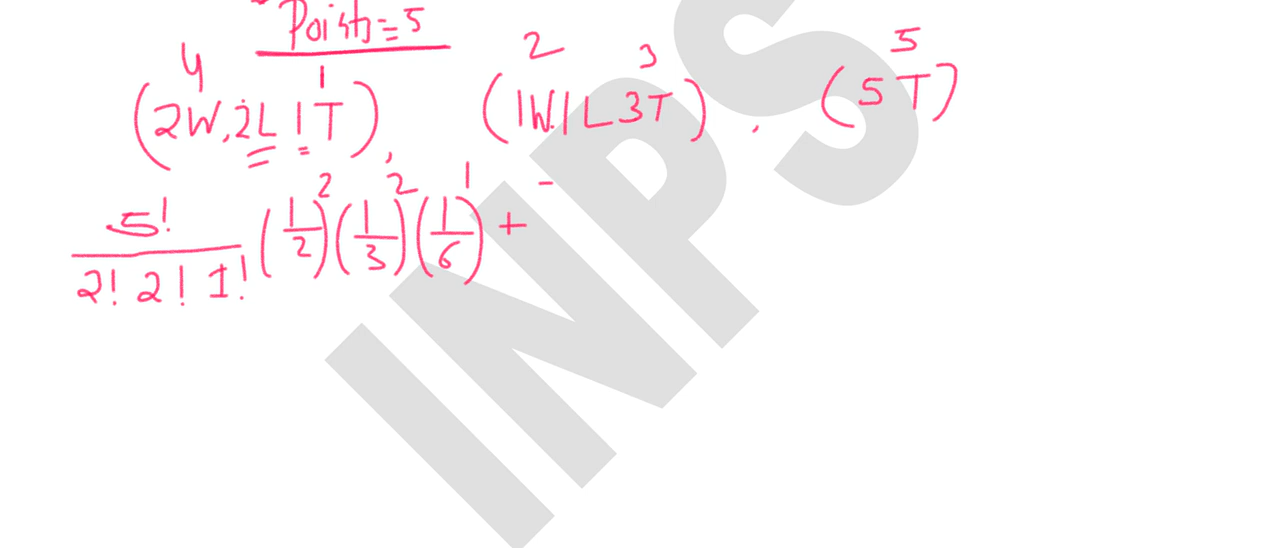 Points=5
4 1 2 3 5
(2W,2L 1T), (1W,1L 3T), (5T)
5!/2! 2! 1! (1/2)^2 (1/3)^2 (1/6)^1 + -
INPS